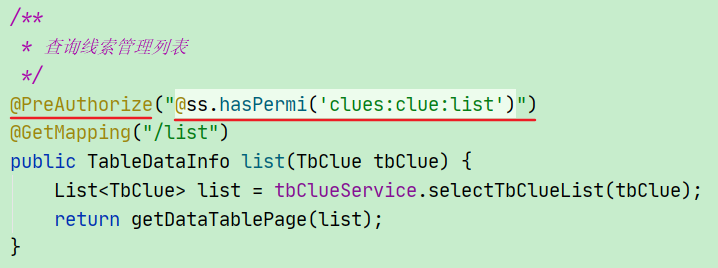 /**
 * 查询线索管理列表
 */
@PreAuthorize("@ss.hasPermi('clues:clue:list')")
@GetMapping("/list")
public TableDataInfo list(TbClue tbClue) {
    List<TbClue> list = tbClueService.selectTbClueList(tbClue);
    return getDataTablePage(list);
}